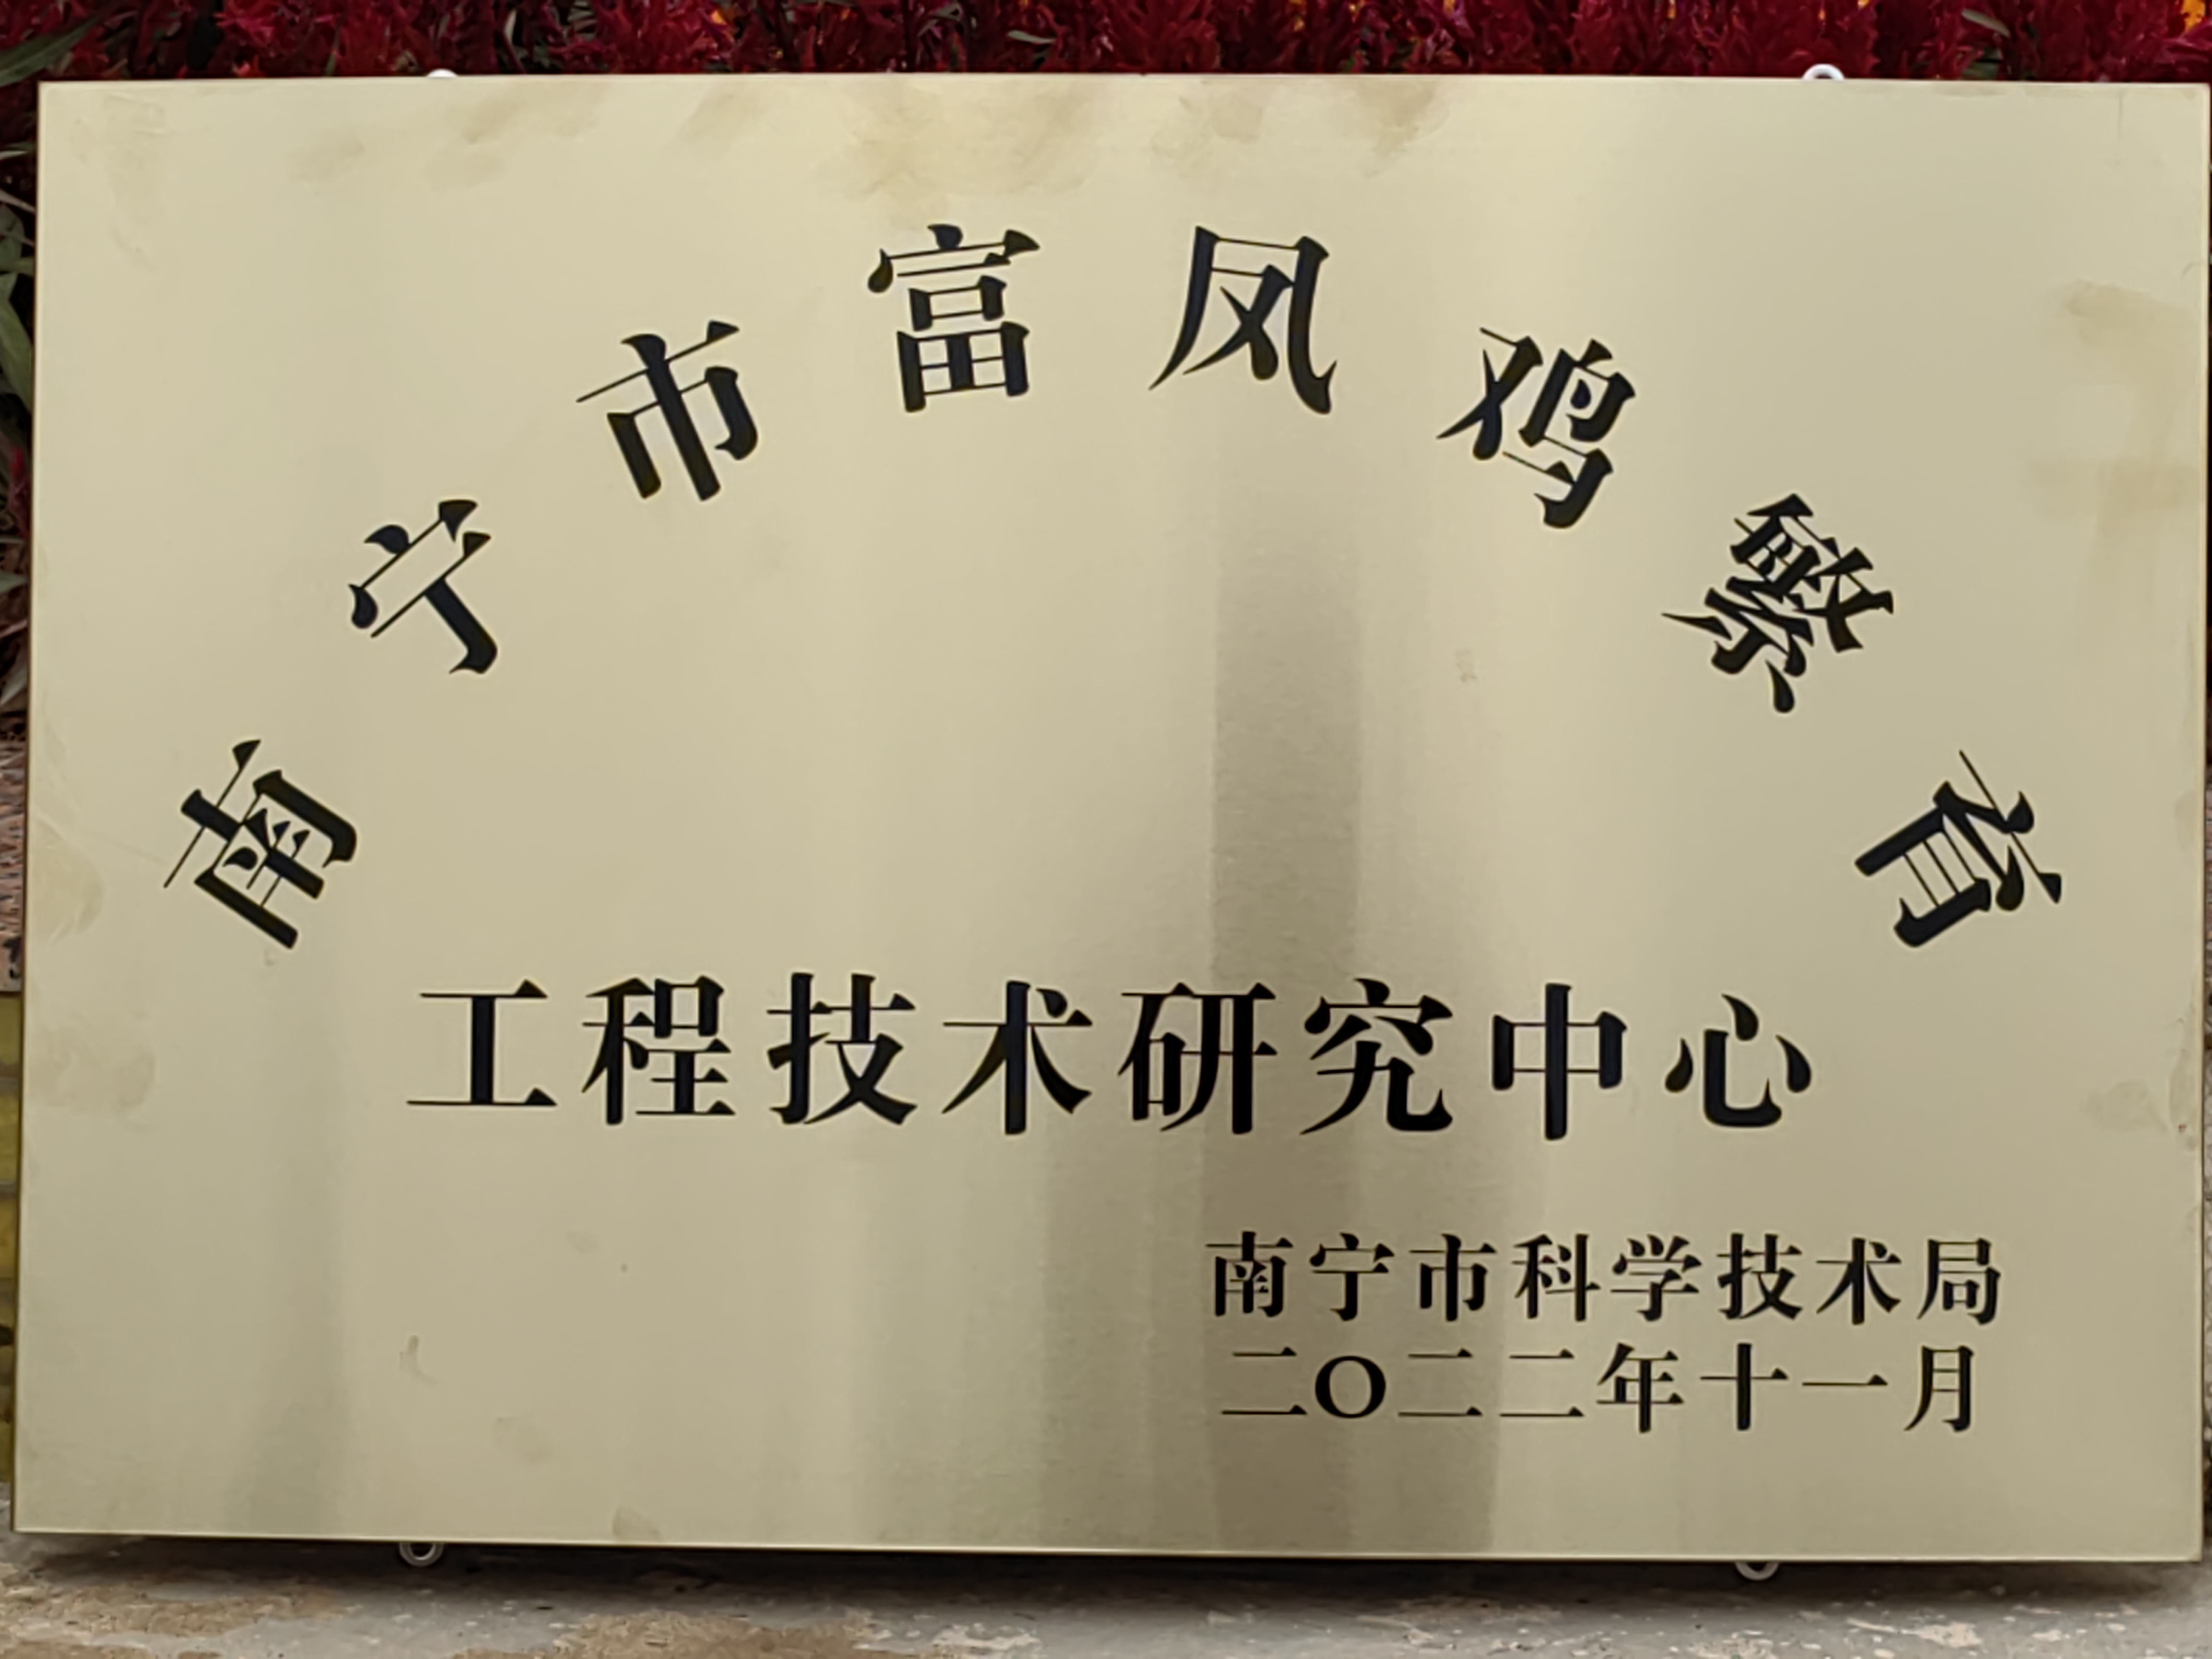 南宁市富凤鸡繁育
工程技术研究中心
南宁市科学技术局
二〇二二年十一月